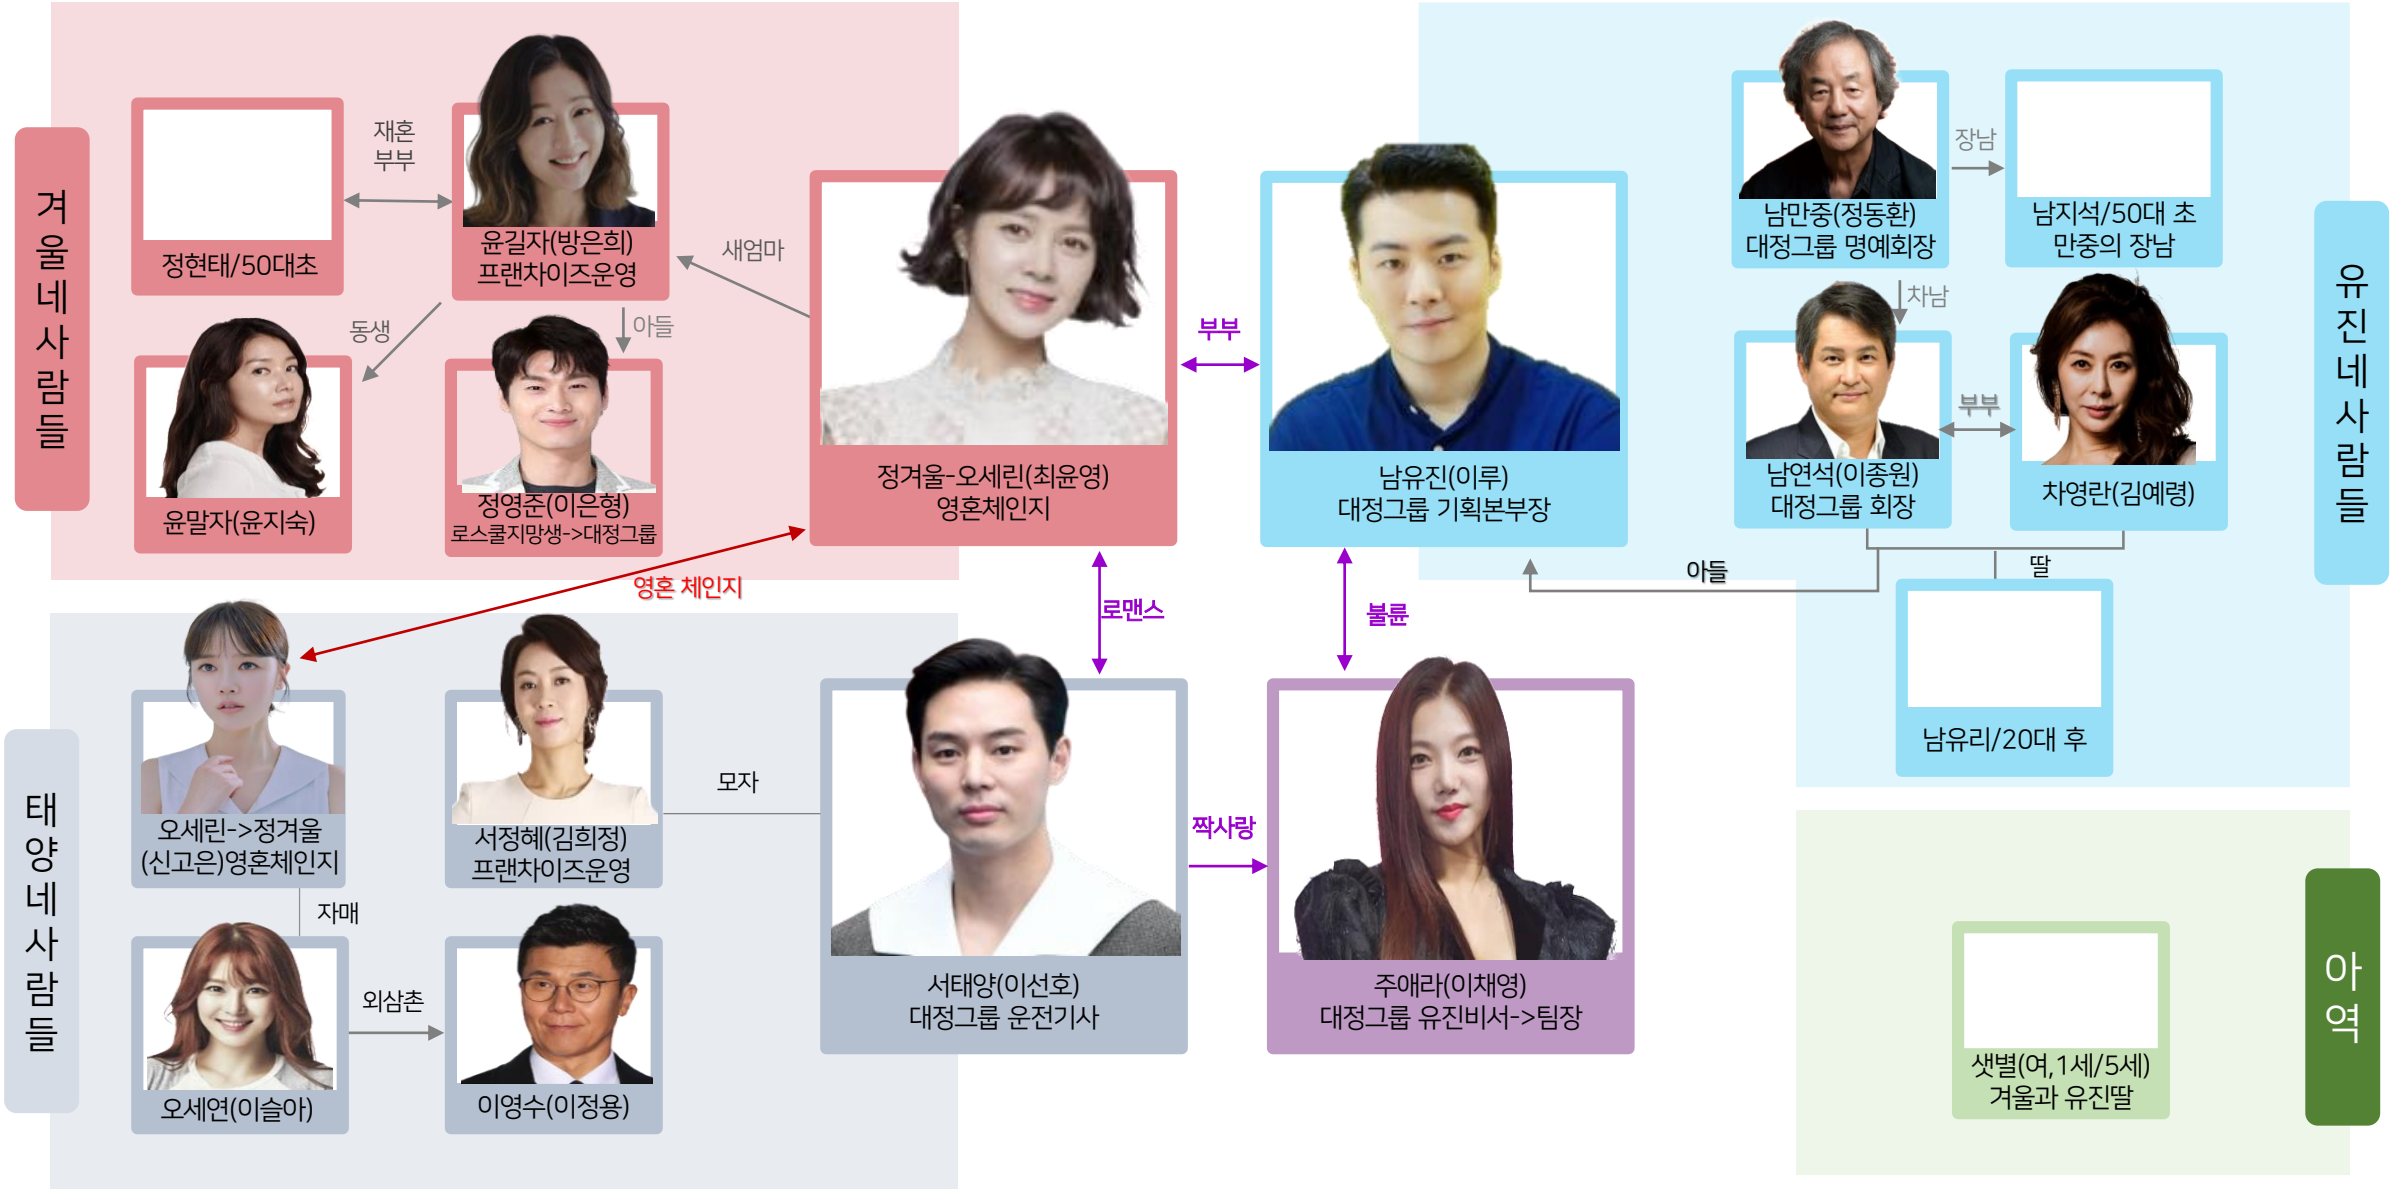 겨울네사람들
정현태/50대초
재혼
부부
윤길자(방은희)
프랜차이즈운영
새엄마
동생
아들
윤말자(윤지숙)
정영준(이은형)
로스쿨지망생->대정그룹
정겨울-오세린(최윤영)
영혼체인지
부부
남유진(이루)
대정그룹 기획본부장
남만중(정동환)
대정그룹 명예회장
장남
남지석/50대 초
만중의 장남
차남
남연석(이종원)
대정그룹 회장
부부
차영란(김예령)
유진네사람들
아들
딸
남유리/20대 후
영혼 체인지
로맨스
불륜
태양네사람들
오세린->정겨울
(신고은)영혼체인지
서정혜(김희정)
프랜차이즈운영
모자
자매
외삼촌
오세연(이슬아)
이영수(이정용)
서태양(이선호)
대정그룹 운전기사
짝사랑
주애라(이채영)
대정그룹 유진비서->팀장
샛별(여,1세/5세)
겨울과 유진딸
아역